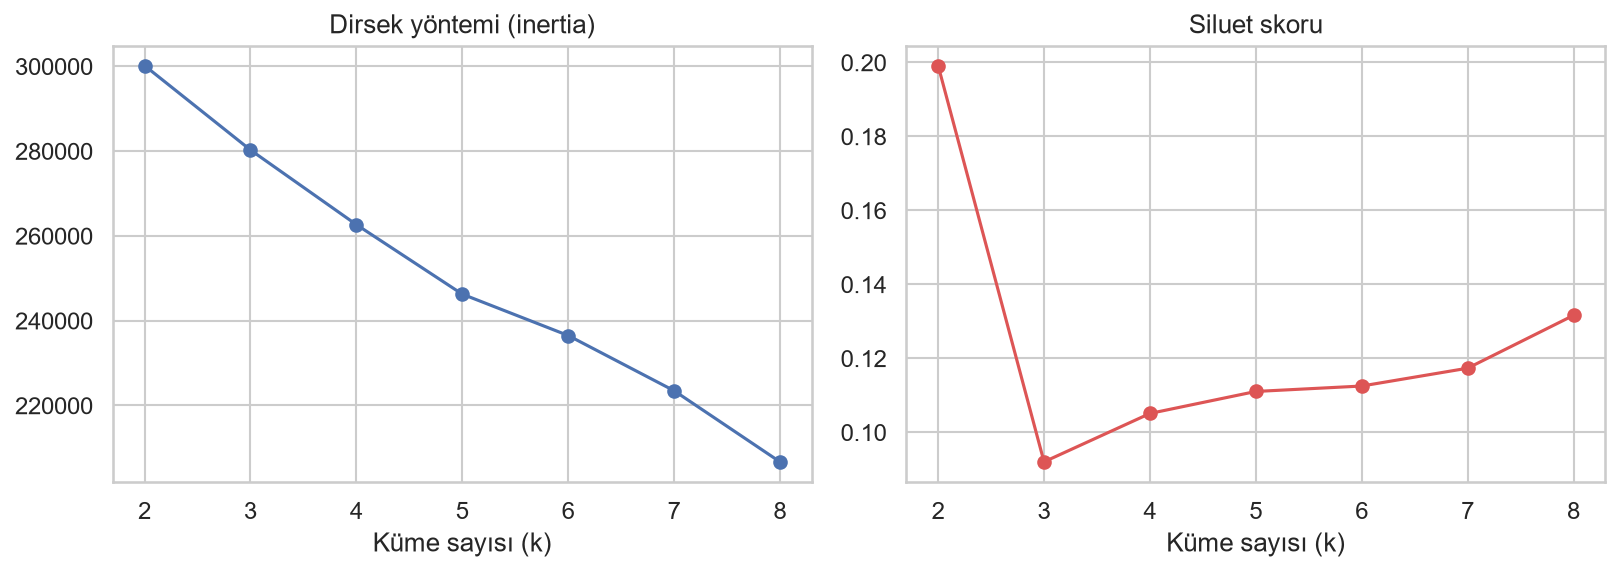 Dirsek yöntemi (inertia)
300000
280000
260000
240000
220000
2 3 4 5 6 7 8
Küme sayısı (k)
Siluet skoru
0.20
0.18
0.16
0.14
0.12
0.10
2 3 4 5 6 7 8
Küme sayısı (k)